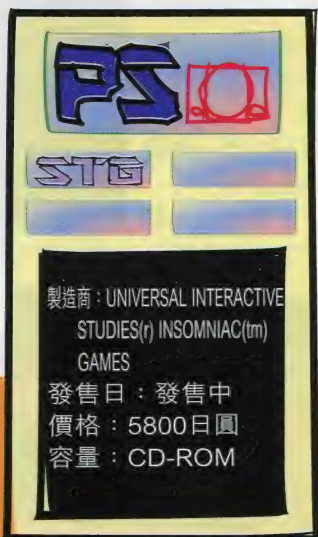 PS
STG
製造商：UNIVERSAL INTERACTIVE
STUDIES(r) INSOMNIAC(tm)
GAMES
發售日：發售中
價格：5800日圓
容量：CD-ROM